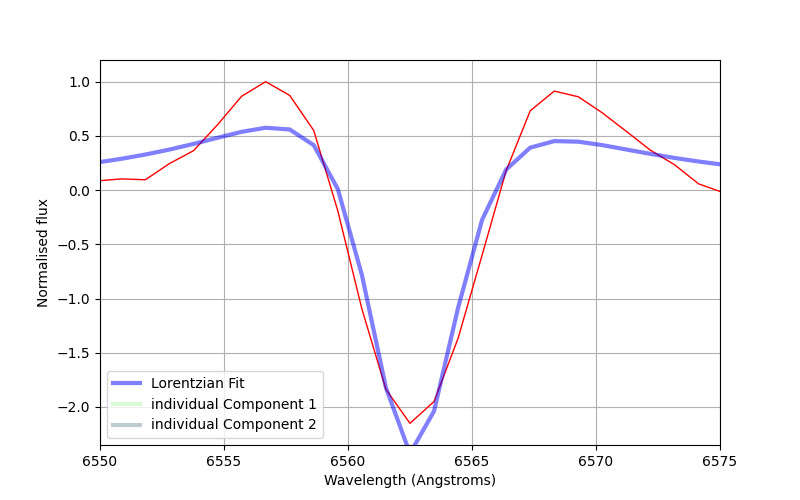 1.0
0.5
0.0
−0.5
−1.0
−1.5
−2.0
Normalised flux
Lorentzian Fit
individual Component 1
individual Component 2
6550 6555 6560 6565 6570 6575
Wavelength (Angstroms)